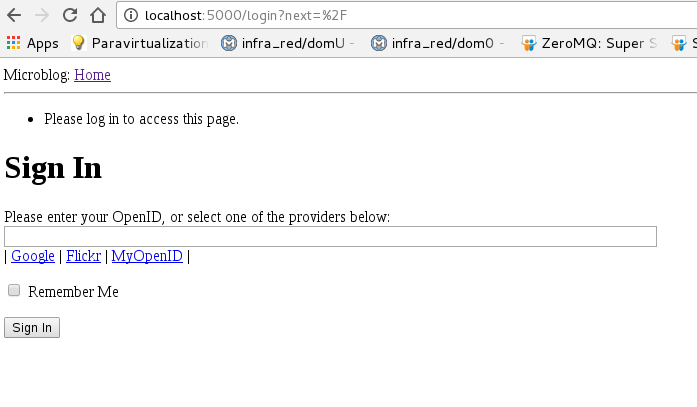 localhost:5000/login?next=%2F
Apps Paravirtualization infra_red/domU - infra_red/dom0 - ZeroMQ: Super S S
Microblog: Home
Please log in to access this page.
Sign In
Please enter your OpenID, or select one of the providers below:
| Google | Flickr | MyOpenID |
Remember Me
Sign In